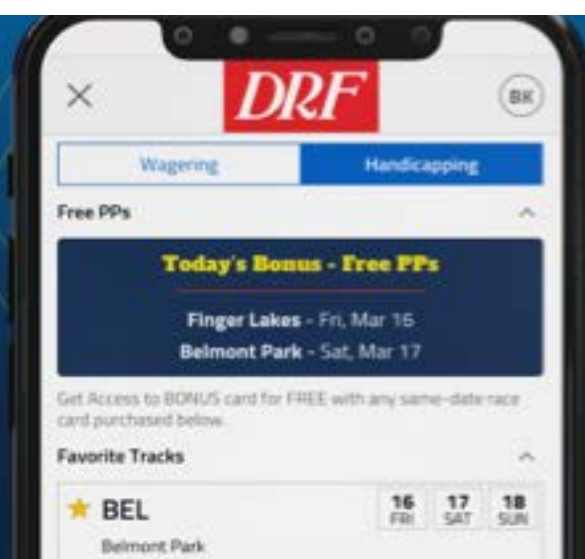 DRF
BK
Wagering
Handicapping
Free PPs
Today's Bonus - Free PPs
Finger Lakes - Fri, Mar 16
Belmont Park - Sat, Mar 17
Get Access to BONUS card for FREE with any same-date race
card purchased below.
Favorite Tracks
BEL
16 17 18
FRI SAT SUN
Belmont Park